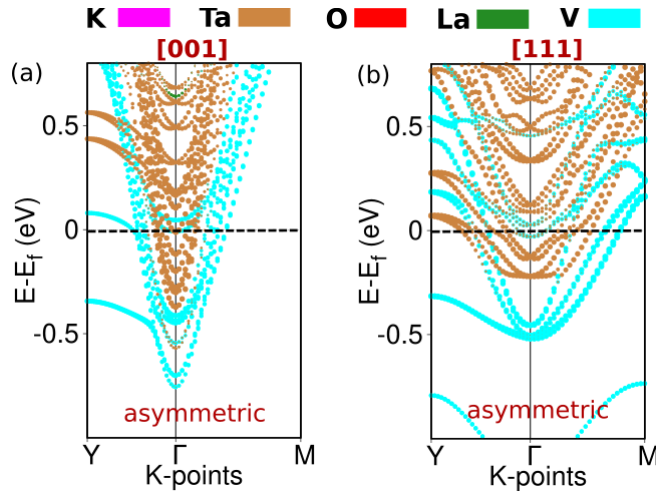 K Ta O La V
[001] [111]
(a) (b)
E-E_f (eV) E-E_f (eV)
0.5 0.5
0 0
-0.5 -0.5
asymmetric asymmetric
Y Γ M Y Γ M
K-points K-points